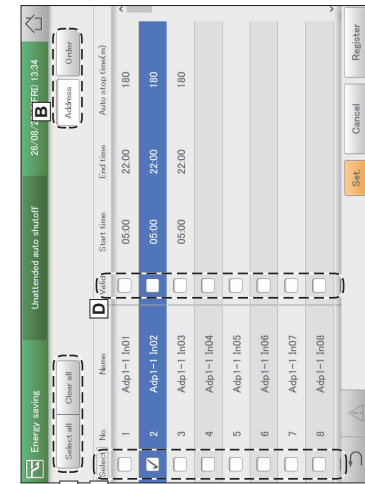 Energy saving Unattended auto shutoff 26/08/2 (FRI) 13:34
B
Select all Clear all Address Order
D
Select No. Name Valid Start time End time Auto stop time(m)
1 Adp1-1 In01 05:00 22:00 180
2 Adp1-1 In02 05:00 22:00 180
3 Adp1-1 In03 05:00 22:00 180
4 Adp1-1 In04
5 Adp1-1 In05
6 Adp1-1 In06
7 Adp1-1 In07
8 Adp1-1 In08
Set. Cancel Register